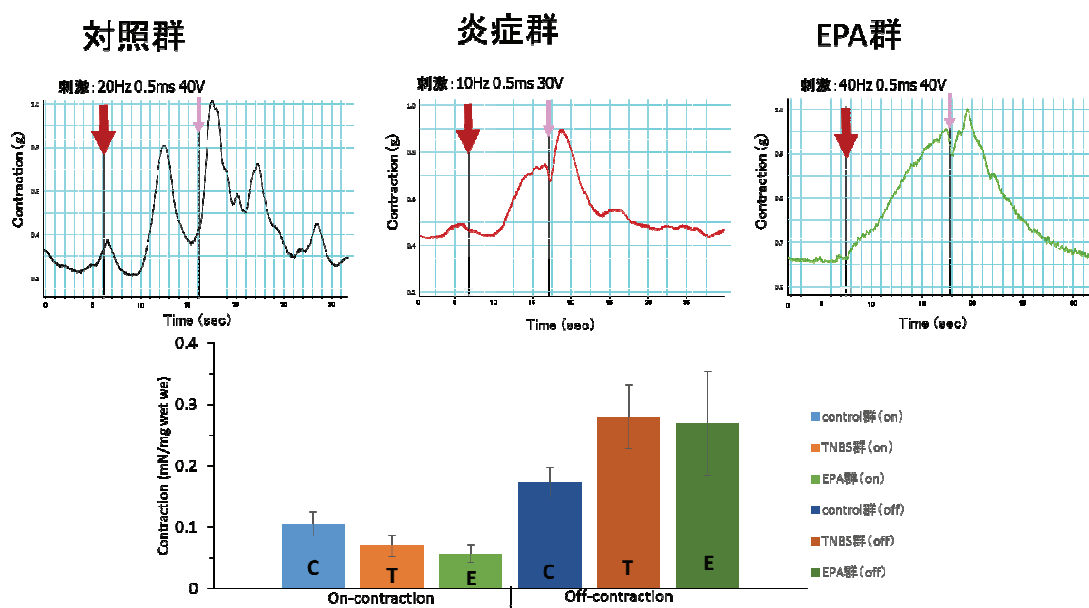 対照群
炎症群
EPA群
刺激：20Hz 0.5ms 40V
刺激：10Hz 0.5ms 30V
刺激：40Hz 0.5ms 40V
Contraction (g)
Time (sec)
Contraction (g)
Time (sec)
Contraction (g)
Time (sec)
Contraction (mN/mg wet we)
0.4
0.3
0.2
0.1
0
C
T
E
C
T
E
On-contraction
Off-contraction
control群(on)
TNBS群(on)
EPA群(on)
control群(off)
TNBS群(off)
EPA群(off)